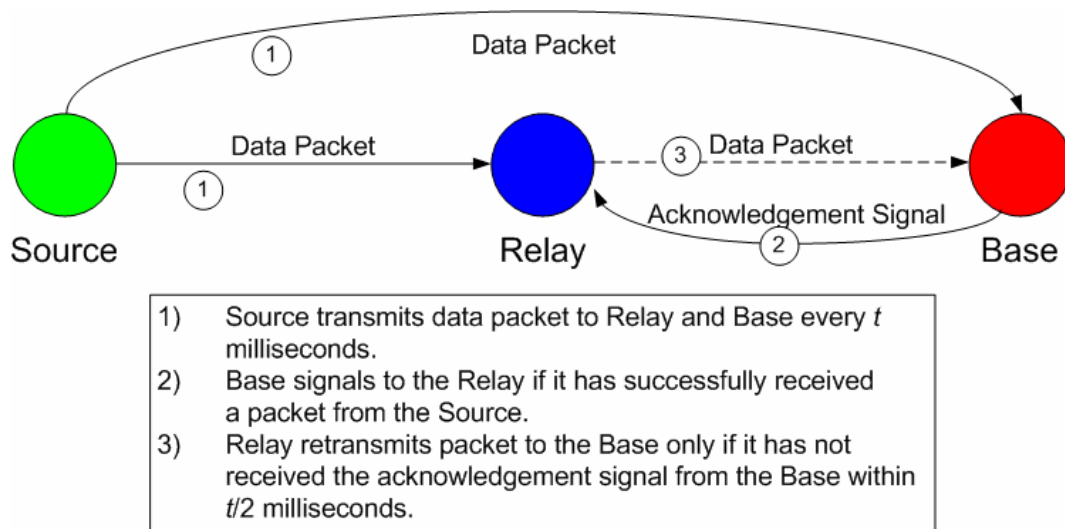 Data Packet
1
Data Packet
1
3
Data Packet
Acknowledgement Signal
2
Source
Relay
Base
1) Source transmits data packet to Relay and Base every t
milliseconds.
2) Base signals to the Relay if it has successfully received
a packet from the Source.
3) Relay retransmits packet to the Base only if it has not
received the acknowledgement signal from the Base within
t/2 milliseconds.